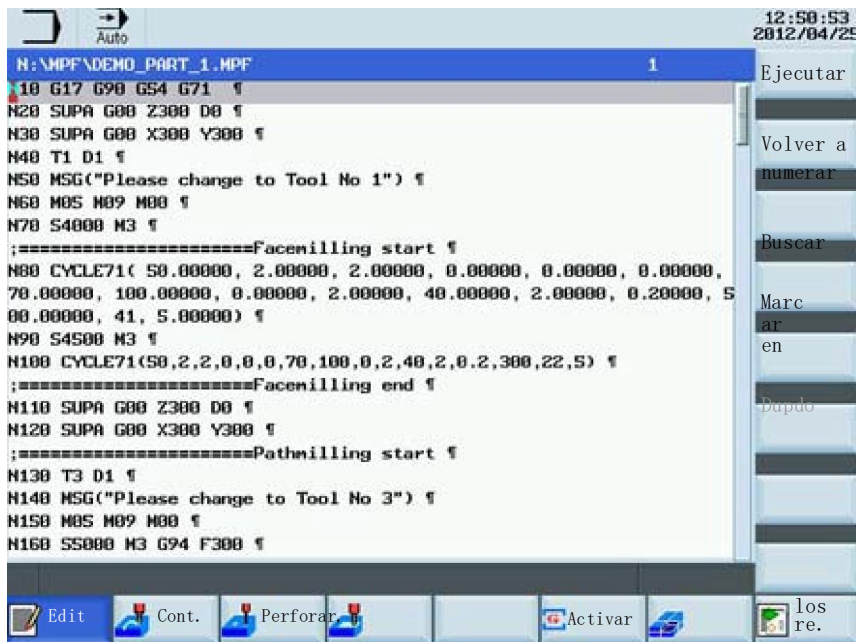 12:50:53
2012/04/25
Auto
N:\MPF\DEMO_PART_1.MPF 1
N10 G17 G90 G54 G71 ¶
N20 SUPA G00 Z300 D0 ¶
N30 SUPA G00 X300 Y300 ¶
N40 T1 D1 ¶
N50 MSG("Please change to Tool No 1") ¶
N60 M05 M09 M00 ¶
N70 S4000 M3 ¶
;=======================Facemilling start ¶
N80 CYCLE71( 50.00000, 2.00000, 2.00000, 0.00000, 0.00000, 0.00000,
70.00000, 100.00000, 0.00000, 2.00000, 40.00000, 2.00000, 0.20000, 5
00.00000, 41, 5.00000) ¶
N90 S4500 M3 ¶
N100 CYCLE71(50,2,2,0,0,0,70,100,0,2,40,2,0.2,300,22,5) ¶
;=======================Facemilling end ¶
N110 SUPA G00 Z300 D0 ¶
N120 SUPA G00 X300 Y300 ¶
;=======================Pathmilling start ¶
N130 T3 D1 ¶
N140 MSG("Please change to Tool No 3") ¶
N150 M05 M09 M00 ¶
N160 S5000 M3 G94 F300 ¶
Ejecutar
Volver a
numerar
Buscar
Marc
ar
en
Dupdo
Edit
Cont.
Perforar
Activar
los
re.